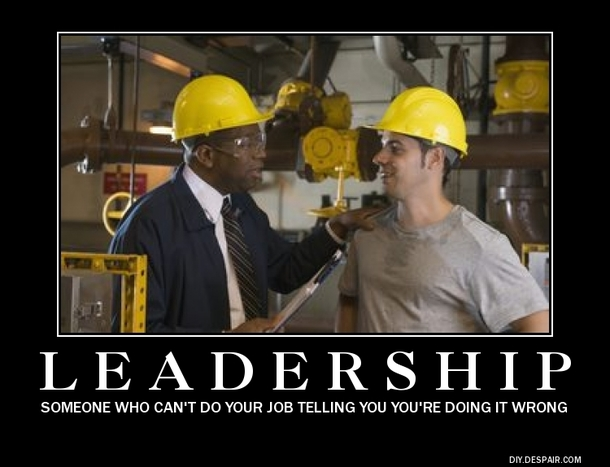 LEADERSHIP
SOMEONE WHO CAN'T DO YOUR JOB TELLING YOU YOU'RE DOING IT WRONG
DIY.DESPAIR.COM